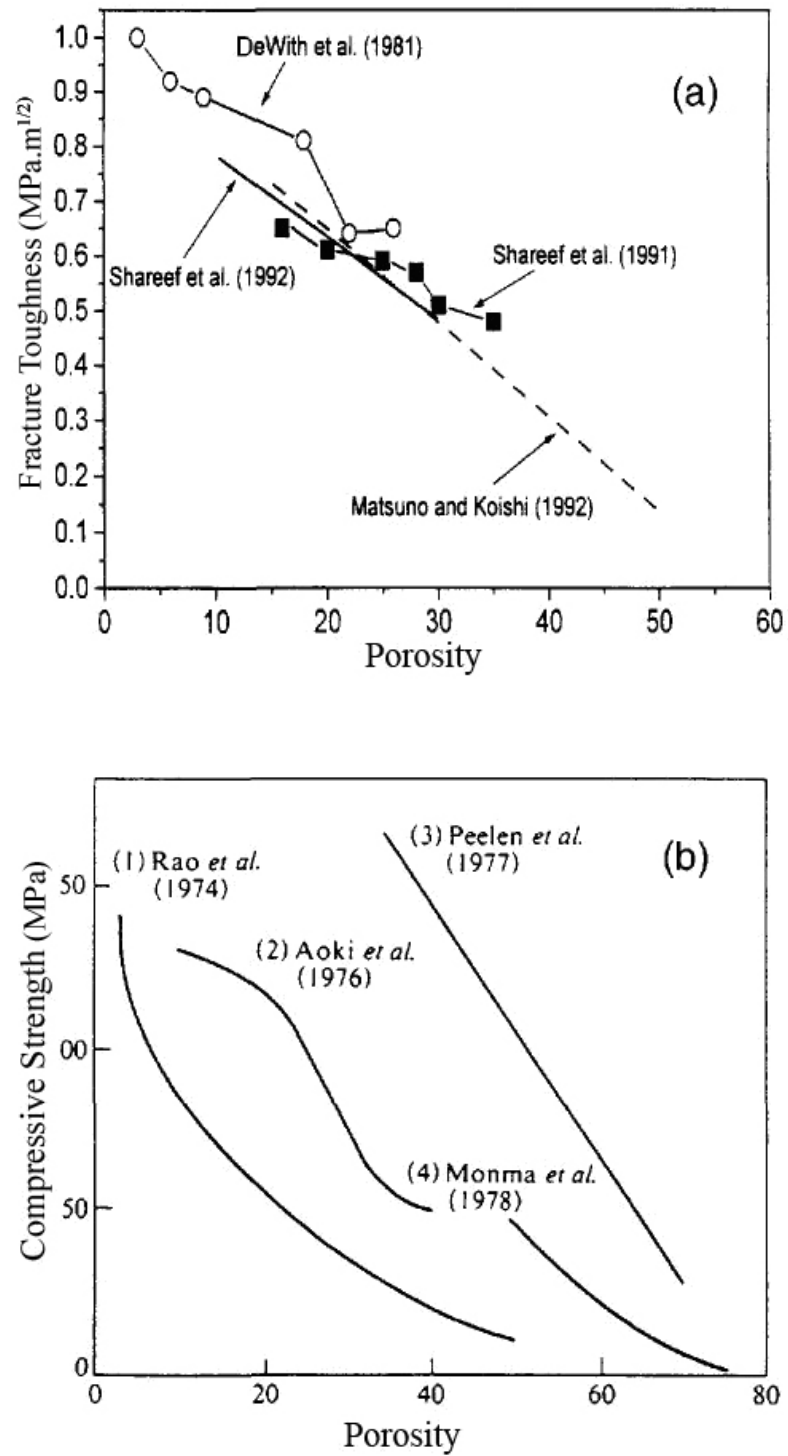 1.0
0.9
0.8
0.7
0.6
0.5
0.4
0.3
0.2
0.1
0.0
Fracture Toughness (MPa.m1/2)
DeWith et al. (1981)
(a)
Shareef et al. (1992)
Shareef et al. (1991)
Matsuno and Koishi (1992)
0 10 20 30 40 50 60
Porosity
Compressive Strength (MPa)
50
00
50
0
(1) Rao et al.
(1974)
(2) Aoki et al.
(1976)
(3) Peelen et al.
(1977)
(b)
(4) Monma et al.
(1978)
0 20 40 60 80
Porosity